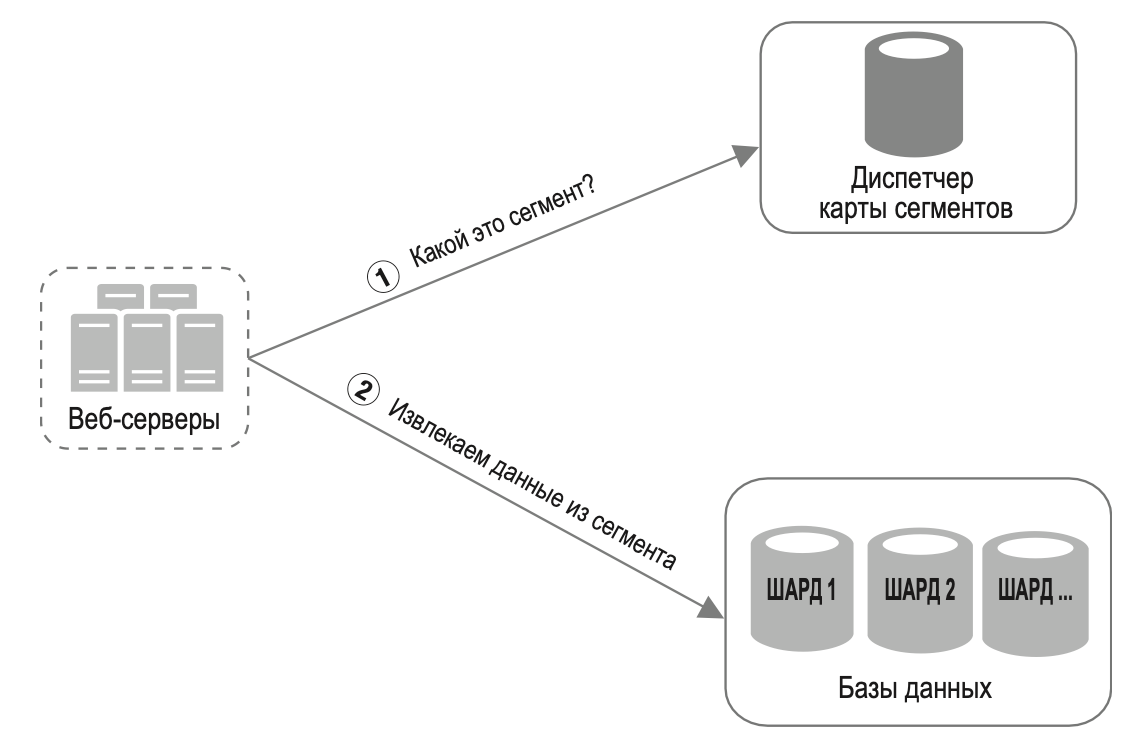 Диспетчер
карты сегментов
1 Какой это сегмент?
Веб-серверы
2 Извлекаем данные из сегмента
ШАРД 1 ШАРД 2 ШАРД ...
Базы данных